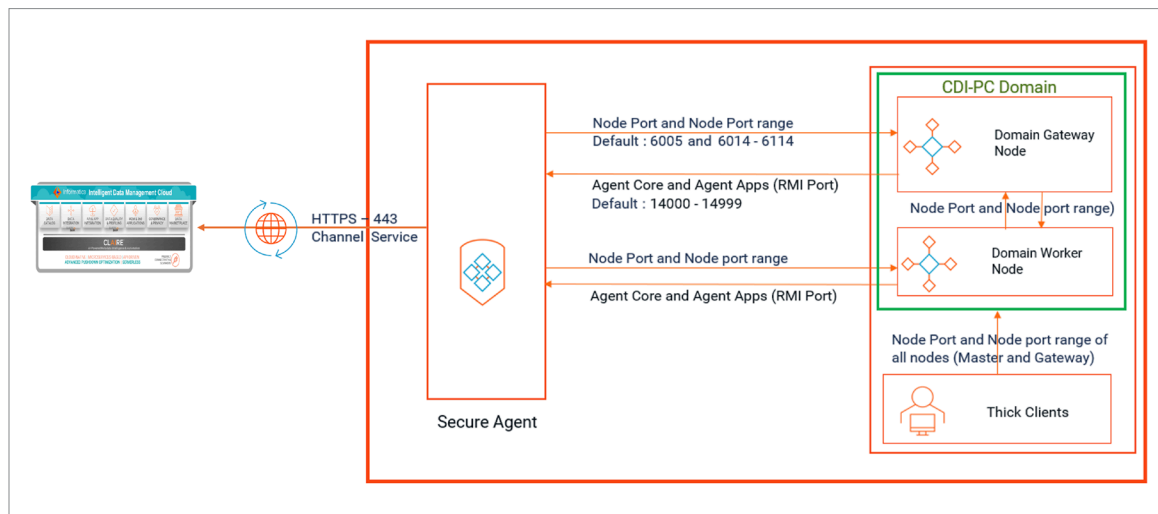 CDI-PC Domain
Node Port and Node Port range
Default : 6005 and 6014 - 6114
Domain Gateway
Node
Agent Core and Agent Apps (RMI Port)
Default : 14000 - 14999
Informatica Intelligent Data Management Cloud
CLAIRE
HTTPS – 443
Channel Service
Node Port and Node port range)
Node Port and Node port range
Domain Worker
Node
Agent Core and Agent Apps (RMI Port)
Node Port and Node port range of
all nodes (Master and Gateway)
Thick Clients
Secure Agent